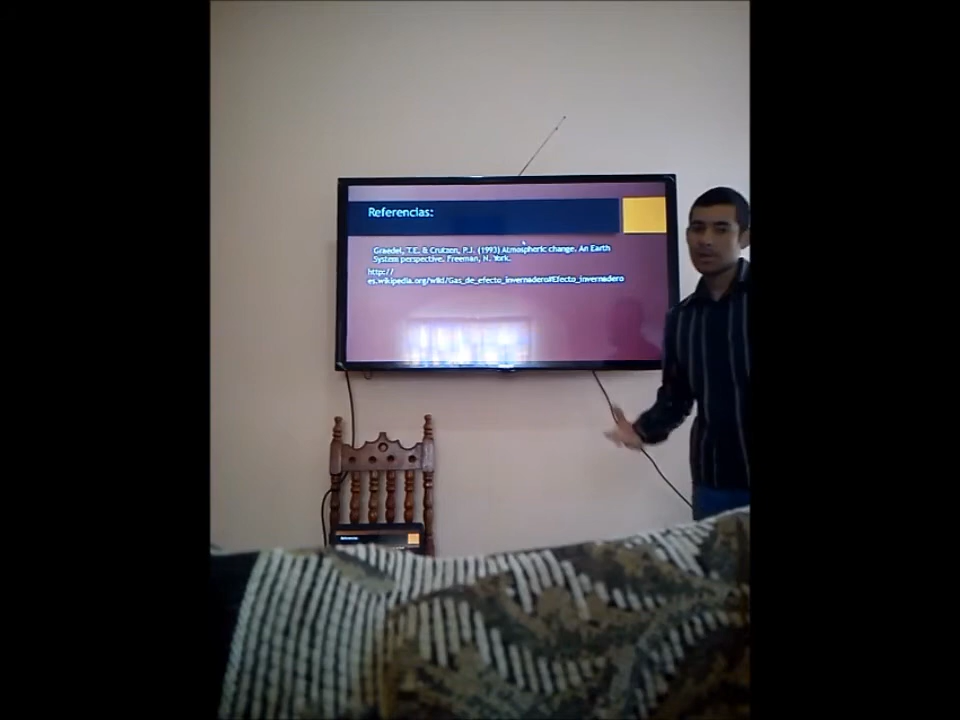 Referencias:
Graedel, T.E. & Crutzen, P.J. (1993) Atmospheric change. An Earth
System perspective. Freeman, N. York.
http://
es.wikipedia.org/wiki/Gas_de_efecto_invernadero#Efecto_invernadero
Referencias: